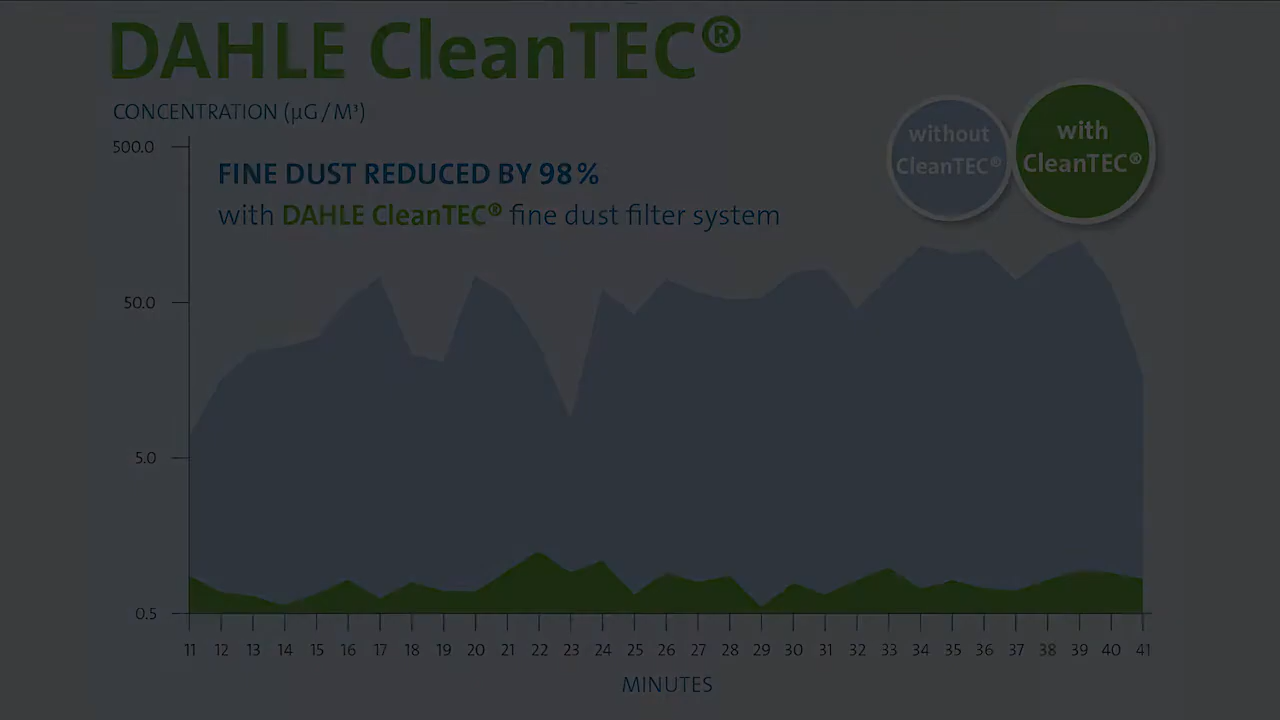 DAHLE CleanTEC®
CONCENTRATION (µG / M³)
without
CleanTEC®
with
CleanTEC®
500.0
FINE DUST REDUCED BY 98 %
with DAHLE CleanTEC® fine dust filter system
50.0
5.0
0.5
11 12 13 14 15 16 17 18 19 20 21 22 23 24 25 26 27 28 29 30 31 32 33 34 35 36 37 38 39 40 41
MINUTES